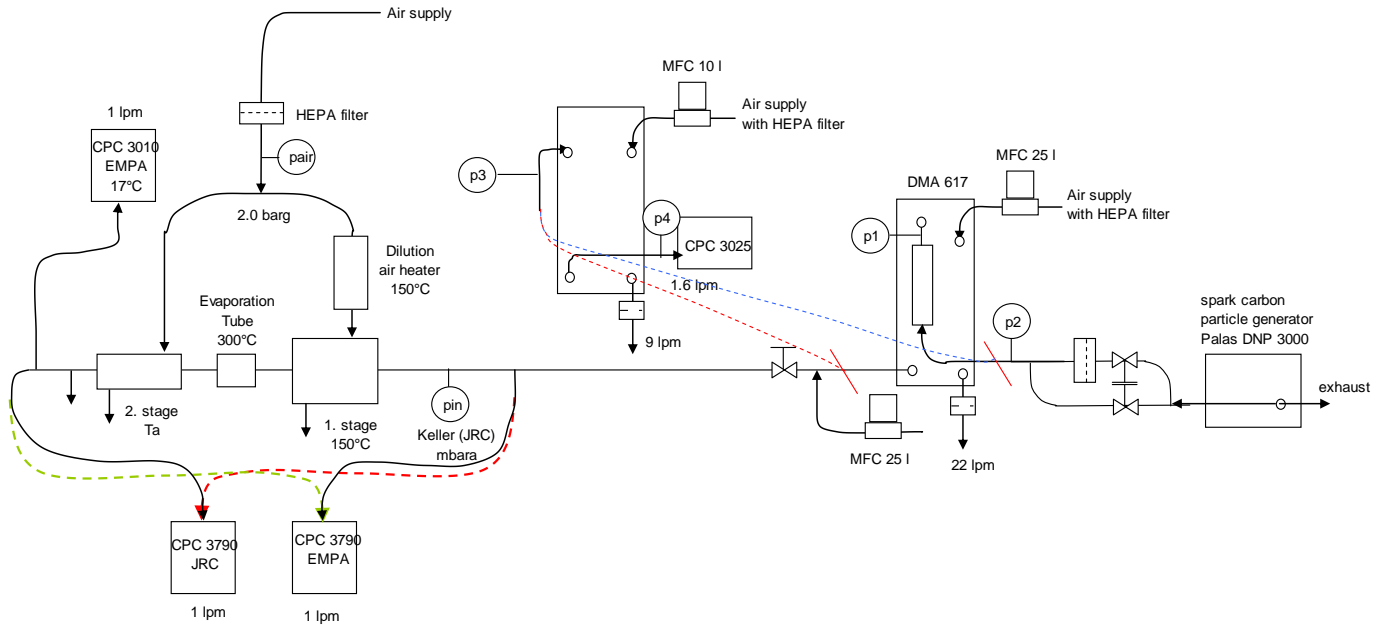 Air supply
MFC 10 l
1 lpm
HEPA filter
Air supply
with HEPA filter
CPC 3010
EMPA
17°C
pair
MFC 25 l
p3
DMA 617
Air supply
with HEPA filter
2.0 barg
p4
p1
CPC 3025
Dilution
air heater
150°C
1.6 lpm
Evaporation
Tube
300°C
p2
spark carbon
particle generator
Palas DNP 3000
9 lpm
exhaust
pin
2. stage
Ta
1. stage
150°C
Keller (JRC)
mbara
MFC 25 l
22 lpm
CPC 3790
JRC
CPC 3790
EMPA
1 lpm
1 lpm